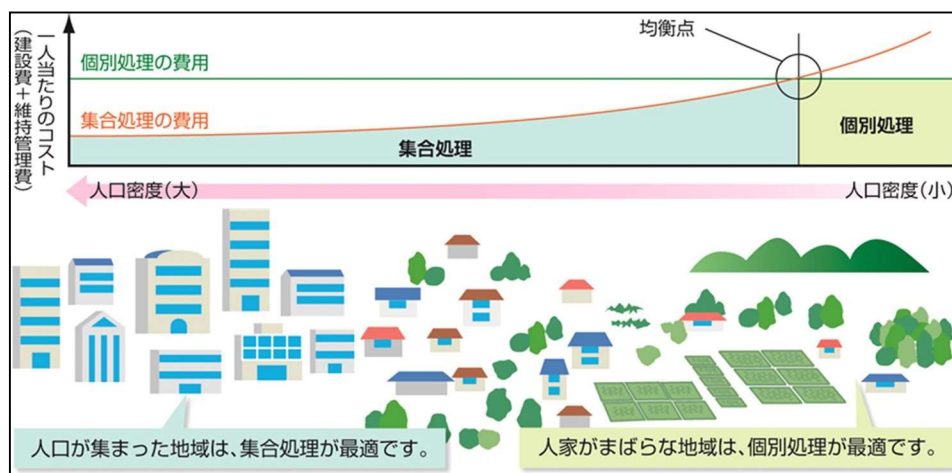 一人当たりのコスト
（建設費＋維持管理費）
個別処理の費用
集合処理の費用
均衡点
集合処理
個別処理
人口密度（大）
人口密度（小）
人口が集まった地域は、集合処理が最適です。
人家がまばらな地域は、個別処理が最適です。